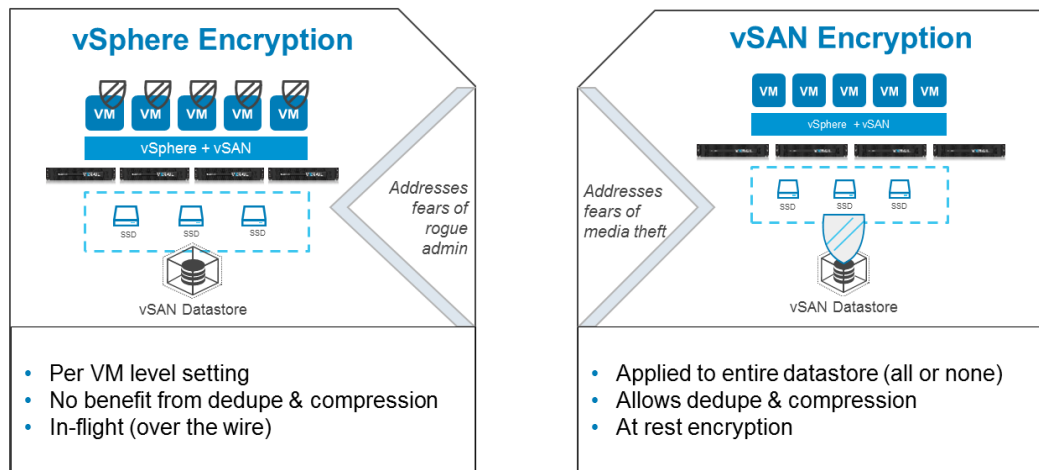 vSphere Encryption
VM VM VM VM VM
vSphere + vSAN
SSD SSD SSD
vSAN Datastore
Addresses
fears of
rogue
admin
• Per VM level setting
• No benefit from dedupe & compression
• In-flight (over the wire)
vSAN Encryption
VM VM VM VM VM
vSphere + vSAN
SSD SSD SSD
vSAN Datastore
Addresses
fears of
media theft
• Applied to entire datastore (all or none)
• Allows dedupe & compression
• At rest encryption